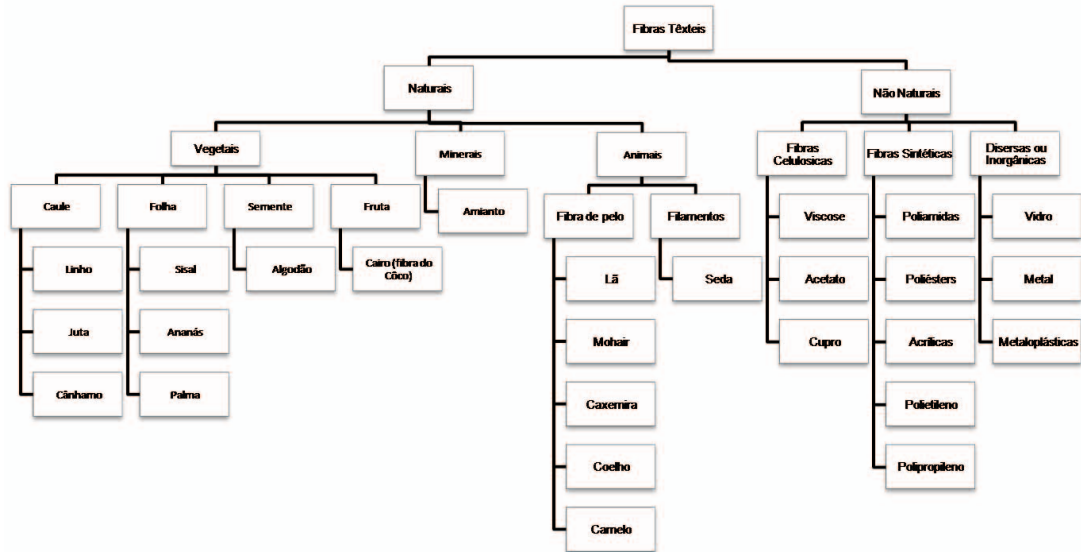 Fibras Têxteis
Naturais
Não Naturais
Vegetais
Minerais
Animais
Fibras
Celulosicas
Fibras Sintéticas
Disersas ou
Inorgânicas
Caule
Folha
Semente
Fruta
Amianto
Fibra de pelo
Filamentos
Viscose
Poliamidas
Vidro
Linho
Sisal
Algodão
Cairo (fibra do
Côco)
Lã
Seda
Acetato
Poliésters
Metal
Juta
Ananás
Mohair
Cupro
Acrílicas
Metaloplásticas
Cânhamo
Palma
Caxemira
Polietileno
Coelho
Polipropileno
Camelo